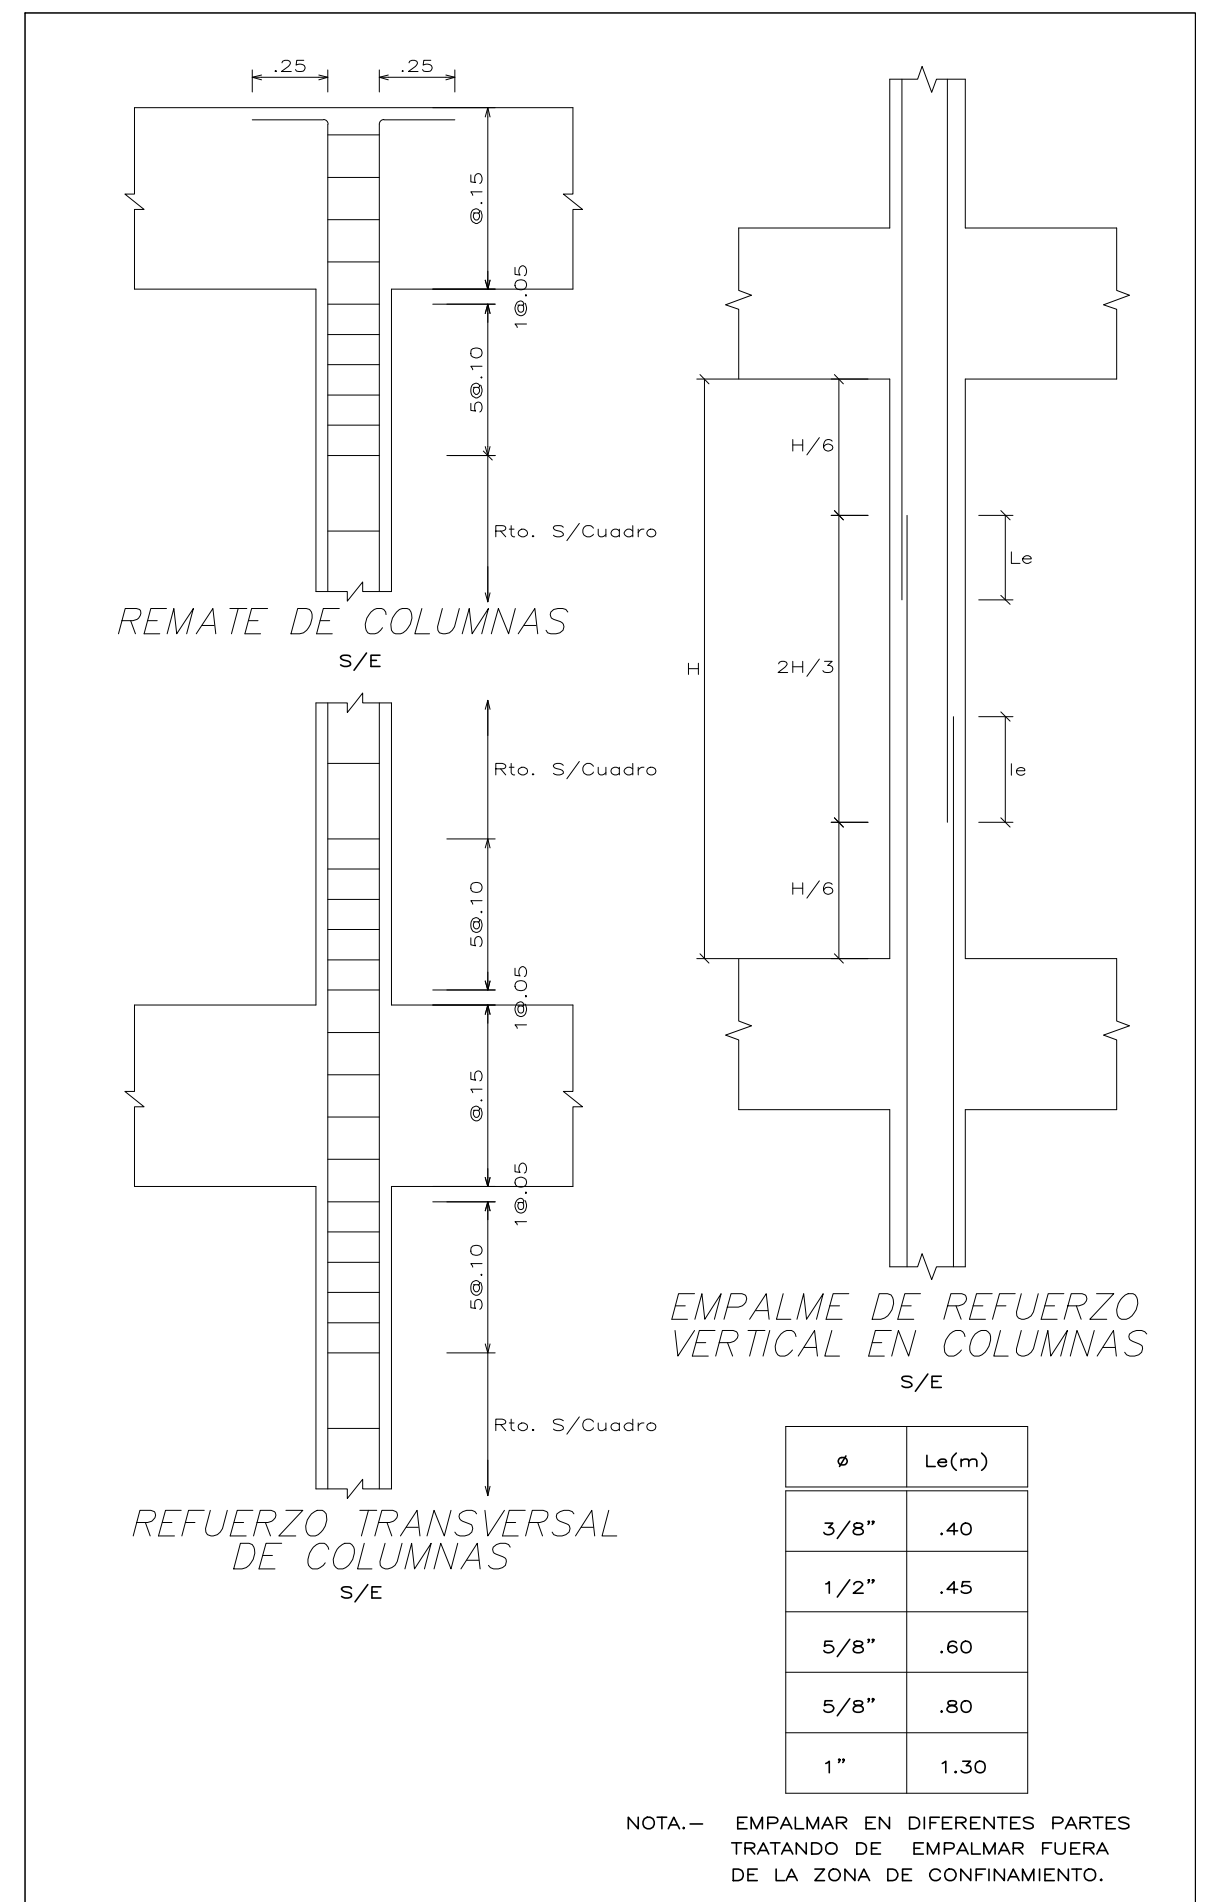 .25
.25
@.15
1@.05
5@.10
Rto. S/Cuadro
REMATE DE COLUMNAS
S/E
Rto. S/Cuadro
5@.10
1@.05
@.15
1@.05
5@.10
Rto. S/Cuadro
REFUERZO TRANSVERSAL
DE COLUMNAS
S/E
H/6
Le
H
2H/3
le
H/6
EMPALME DE REFUERZO
VERTICAL EN COLUMNAS
S/E
ø Le(m)
3/8" .40
1/2" .45
5/8" .60
5/8" .80
1" 1.30
NOTA.— EMPALMAR EN DIFERENTES PARTES
TRATANDO DE EMPALMAR FUERA
DE LA ZONA DE CONFINAMIENTO.